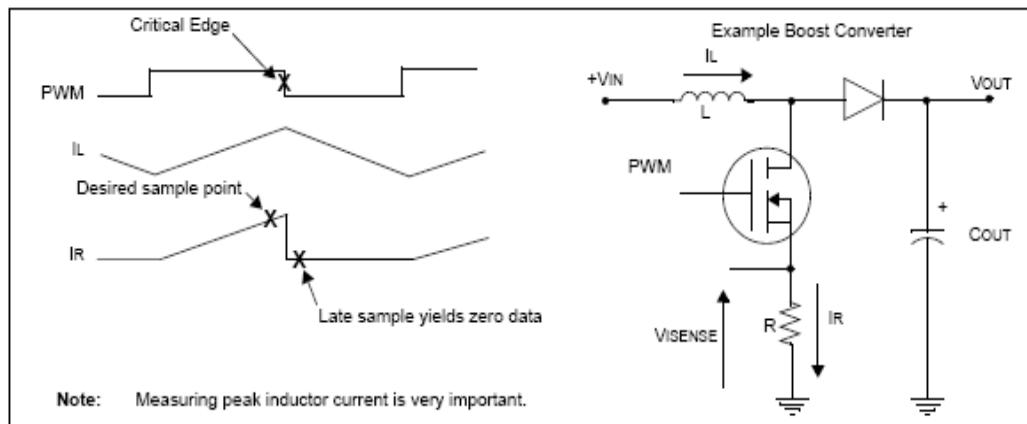 Critical Edge
PWM
IL
Desired sample point
IR
Late sample yields zero data
Note: Measuring peak inductor current is very important.
Example Boost Converter
IL
+VIN
L
VOUT
PWM
+
COUT
VISENSE
R
IR